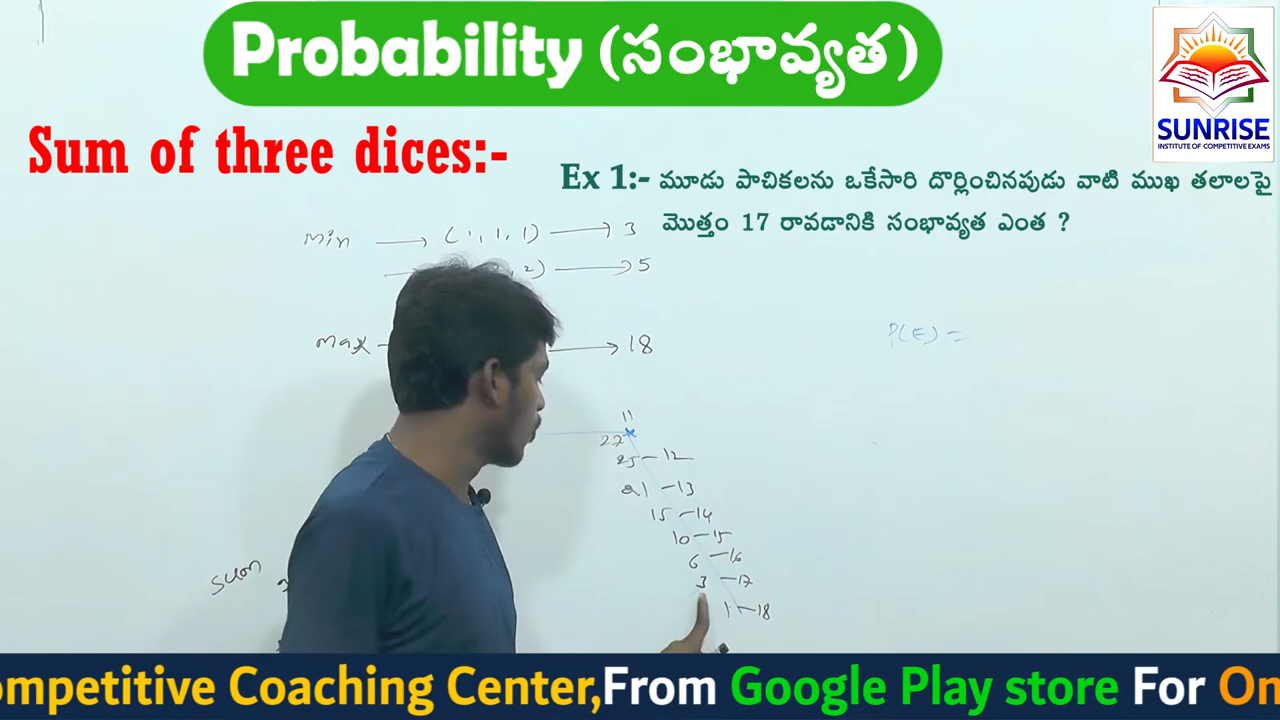 Probability (సంభావ్యత)
SUNRISE
INSTITUTE OF COMPETITIVE EXAMS
Sum of three dices:-
Ex 1:- మూడు పాచికలను ఒకేసారి దొర్లించినపుడు వాటి ముఖ తలాలపై
మొత్తం 17 రావడానికి సంభావ్యత ఎంత ?
min → (1, 1, 1) → 3
, 2) → 5
max → 18
P(E) =
11
27
25 - 12
21 - 13
15 - 14
10 - 15
6 - 16
3 - 17
1 - 18
sum
ompetitive Coaching Center,From Google Play store For On